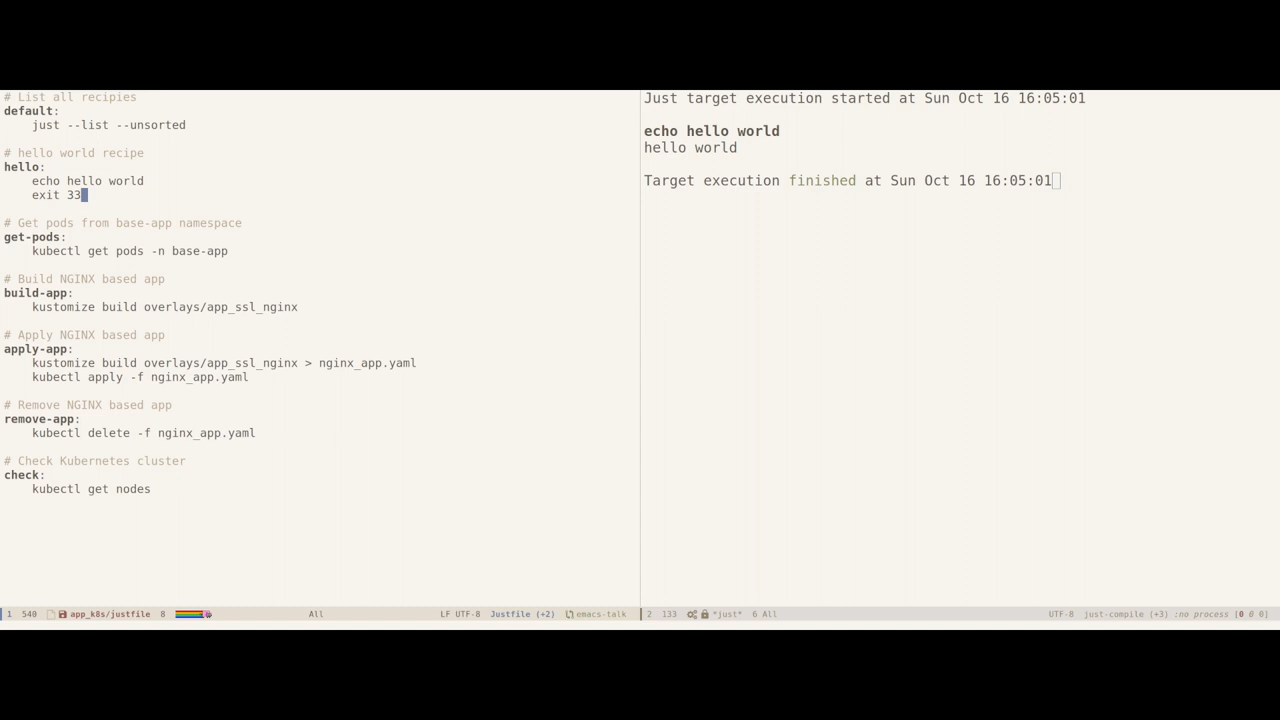 # List all recipies
default:
    just --list --unsorted

# hello world recipe
hello:
    echo hello world
    exit 33

# Get pods from base-app namespace
get-pods:
    kubectl get pods -n base-app

# Build NGINX based app
build-app:
    kustomize build overlays/app_ssl_nginx

# Apply NGINX based app
apply-app:
    kustomize build overlays/app_ssl_nginx > nginx_app.yaml
    kubectl apply -f nginx_app.yaml

# Remove NGINX based app
remove-app:
    kubectl delete -f nginx_app.yaml

# Check Kubernetes cluster
check:
    kubectl get nodes

1 540 app_k8s/justfile 8 All LF UTF-8 Justfile (+2) emacs-talk

Just target execution started at Sun Oct 16 16:05:01

echo hello world
hello world

Target execution finished at Sun Oct 16 16:05:01

2 133 *just* 6 All UTF-8 just-compile (+3) :no process [0 0 0]